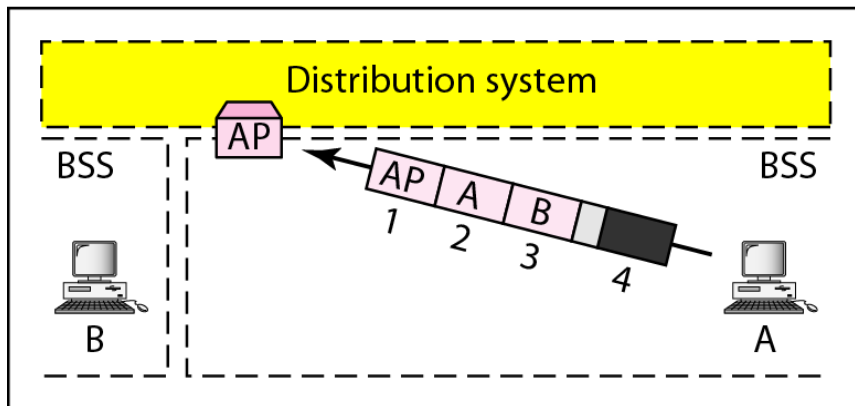 Distribution system
AP
BSS
BSS
AP A B
1 2 3 4
B
A